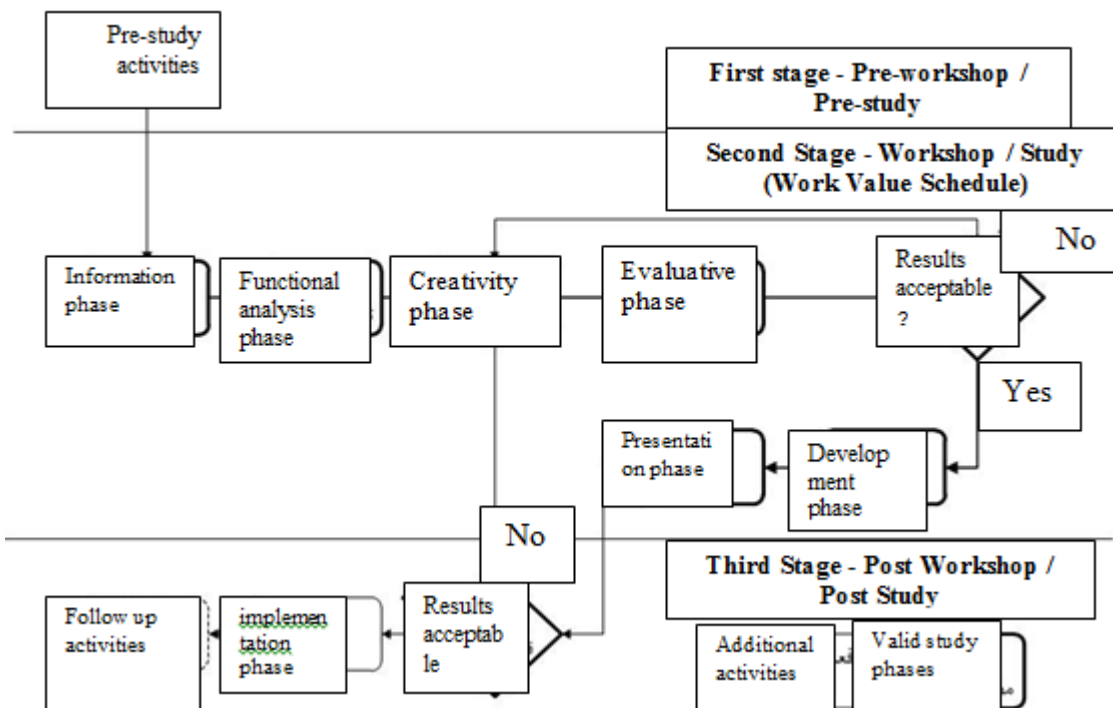 Pre-study
activities
First stage - Pre-workshop /
Pre-study
Second Stage - Workshop / Study
(Work Value Schedule)
No
Information
phase
Functional
analysis
phase
Creativity
phase
Evaluative
phase
Results
acceptable
?
Yes
Presentati
on phase
Develop
ment
phase
No
Third Stage - Post Workshop /
Post Study
Follow up
activities
implemen
tation
phase
Results
acceptab
le
Additional
activities
Valid study
phases